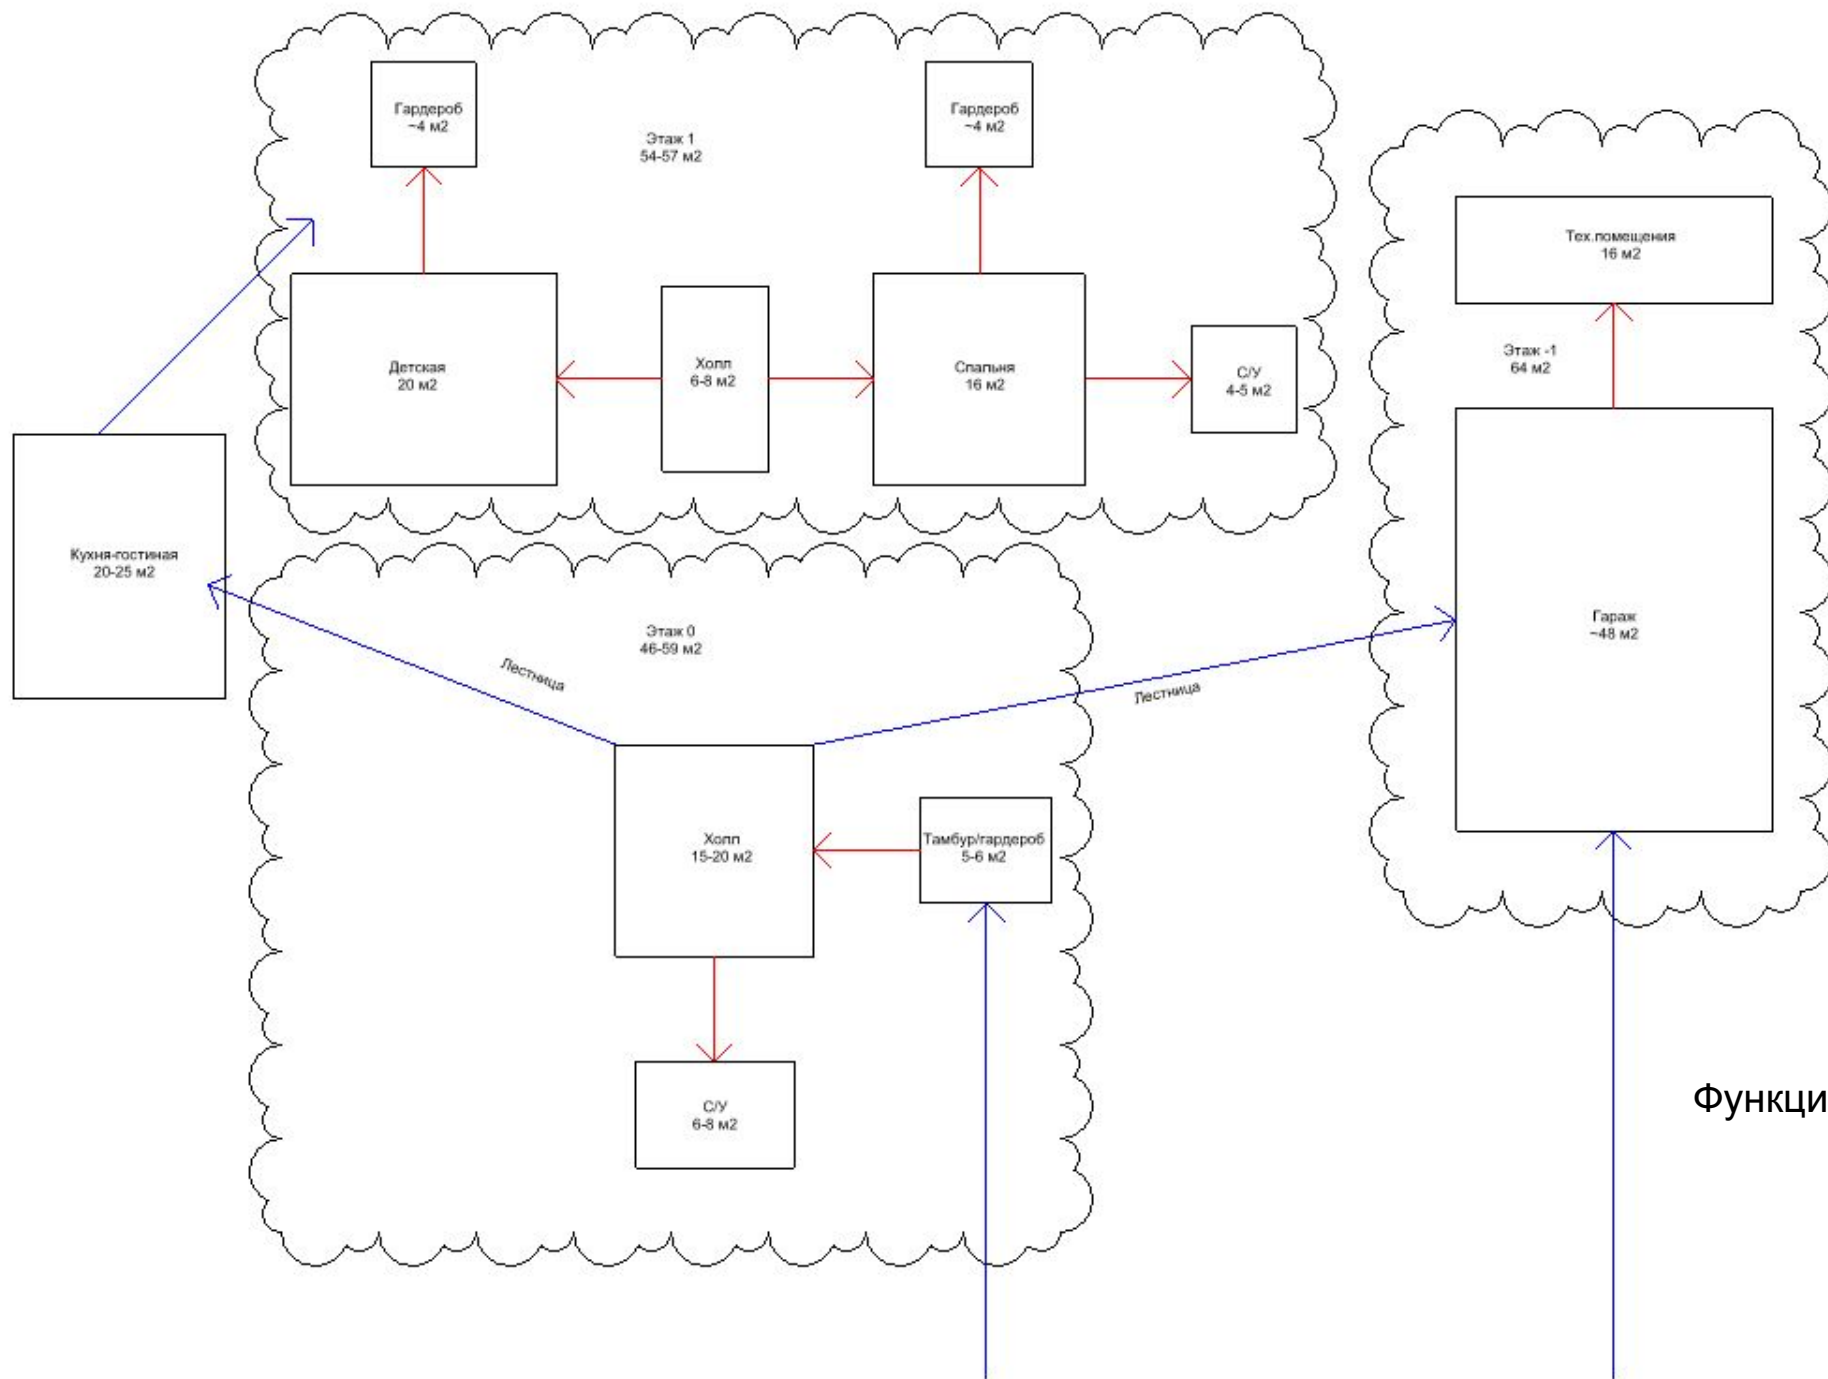 Гардероб
~4 м2
Гардероб
~4 м2
Этаж 1
54-57 м2
Тех.помещения
16 м2
Этаж -1
64 м2
Детская
20 м2
Холл
6-8 м2
Спальня
16 м2
С/У
4-5 м2
Кухня-гостиная
20-25 м2
Этаж 0
46-59 м2
Гараж
~48 м2
Лестница
Лестница
Холл
15-20 м2
Тамбур/гардероб
5-6 м2
С/У
6-8 м2
Функци